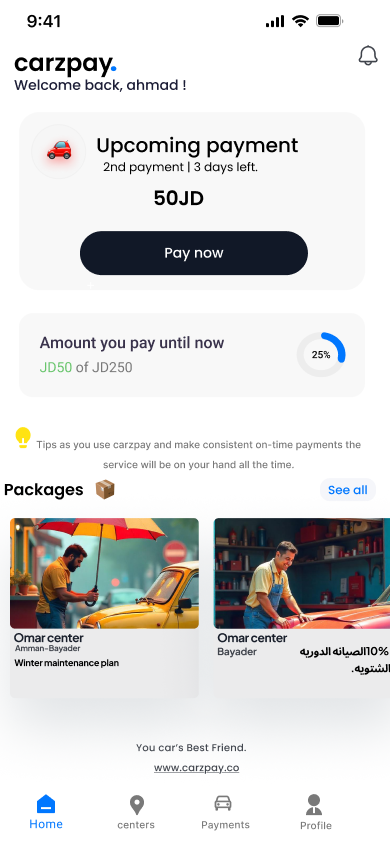 9:41
carzpay.
Welcome back, ahmad !
Upcoming payment
2nd payment | 3 days left.
50JD
Pay now
Amount you pay until now
JD50 of JD250
25%
Tips as you use carzpay and make consistent on-time payments the
service will be on your hand all the time.
Packages
See all
Omar center
Amman-Bayader
Winter maintenance plan
Omar center
Bayader
10%الصيانه الدوريه
الشتويه.
You car's Best Friend.
www.carzpay.co
Home
centers
Payments
Profile